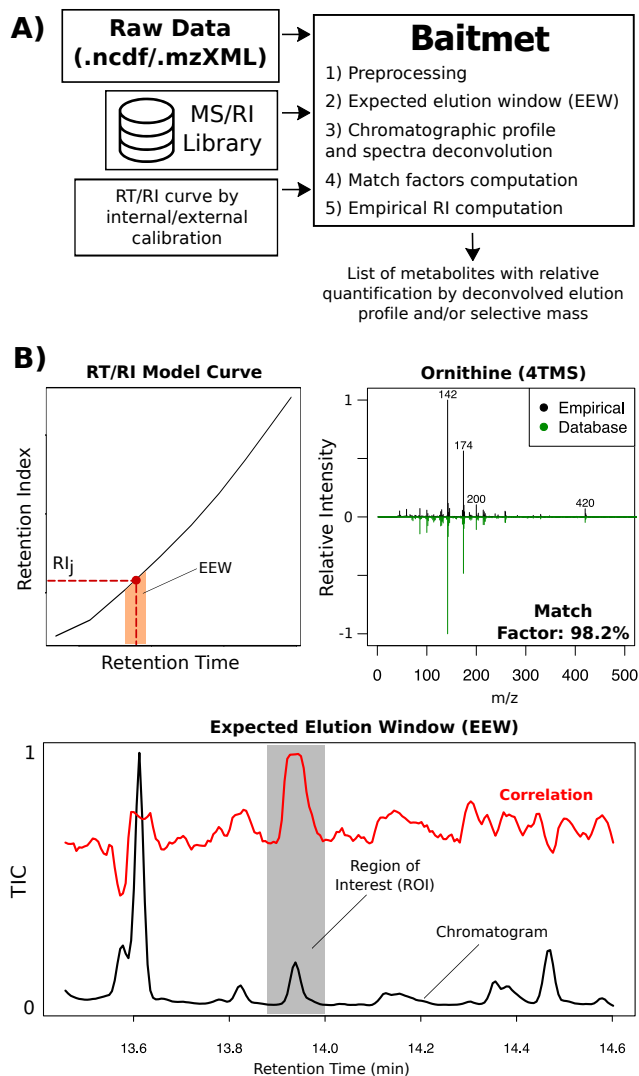 A)
Raw Data
(.ncdf/.mzXML)
MS/RI
Library
RT/RI curve by
internal/external
calibration
Baitmet
1) Preprocessing
2) Expected elution window (EEW)
3) Chromatographic profile
and spectra deconvolution
4) Match factors computation
5) Empirical RI computation
List of metabolites with relative
quantification by deconvolved elution
profile and/or selective mass
B)
RT/RI Model Curve
Retention Index
RIj
EEW
Retention Time
Ornithine (4TMS)
Relative Intensity
1
0
-1
142
174
200
420
Empirical
Database
Match
Factor: 98.2%
0 100 200 300 400 500
m/z
Expected Elution Window (EEW)
TIC
1
0
Correlation
Region of
Interest (ROI)
Chromatogram
13.6 13.8 14.0 14.2 14.4 14.6
Retention Time (min)